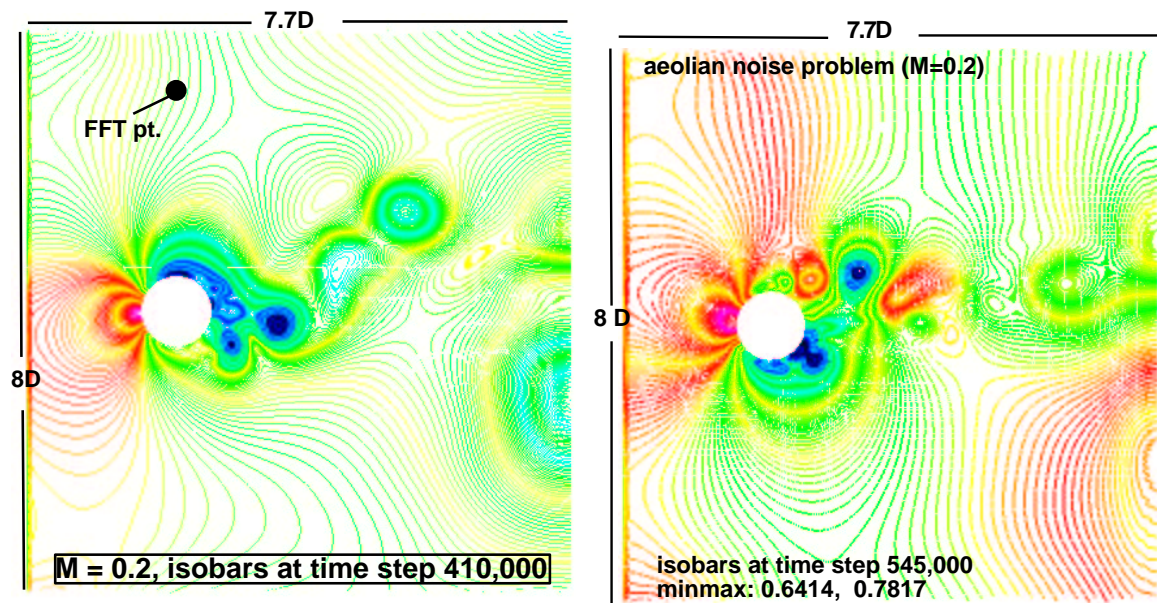 7.7D
FFT pt.
8D
M = 0.2, isobars at time step 410,000
7.7D
aeolian noise problem (M=0.2)
8 D
isobars at time step 545,000
minmax: 0.6414, 0.7817